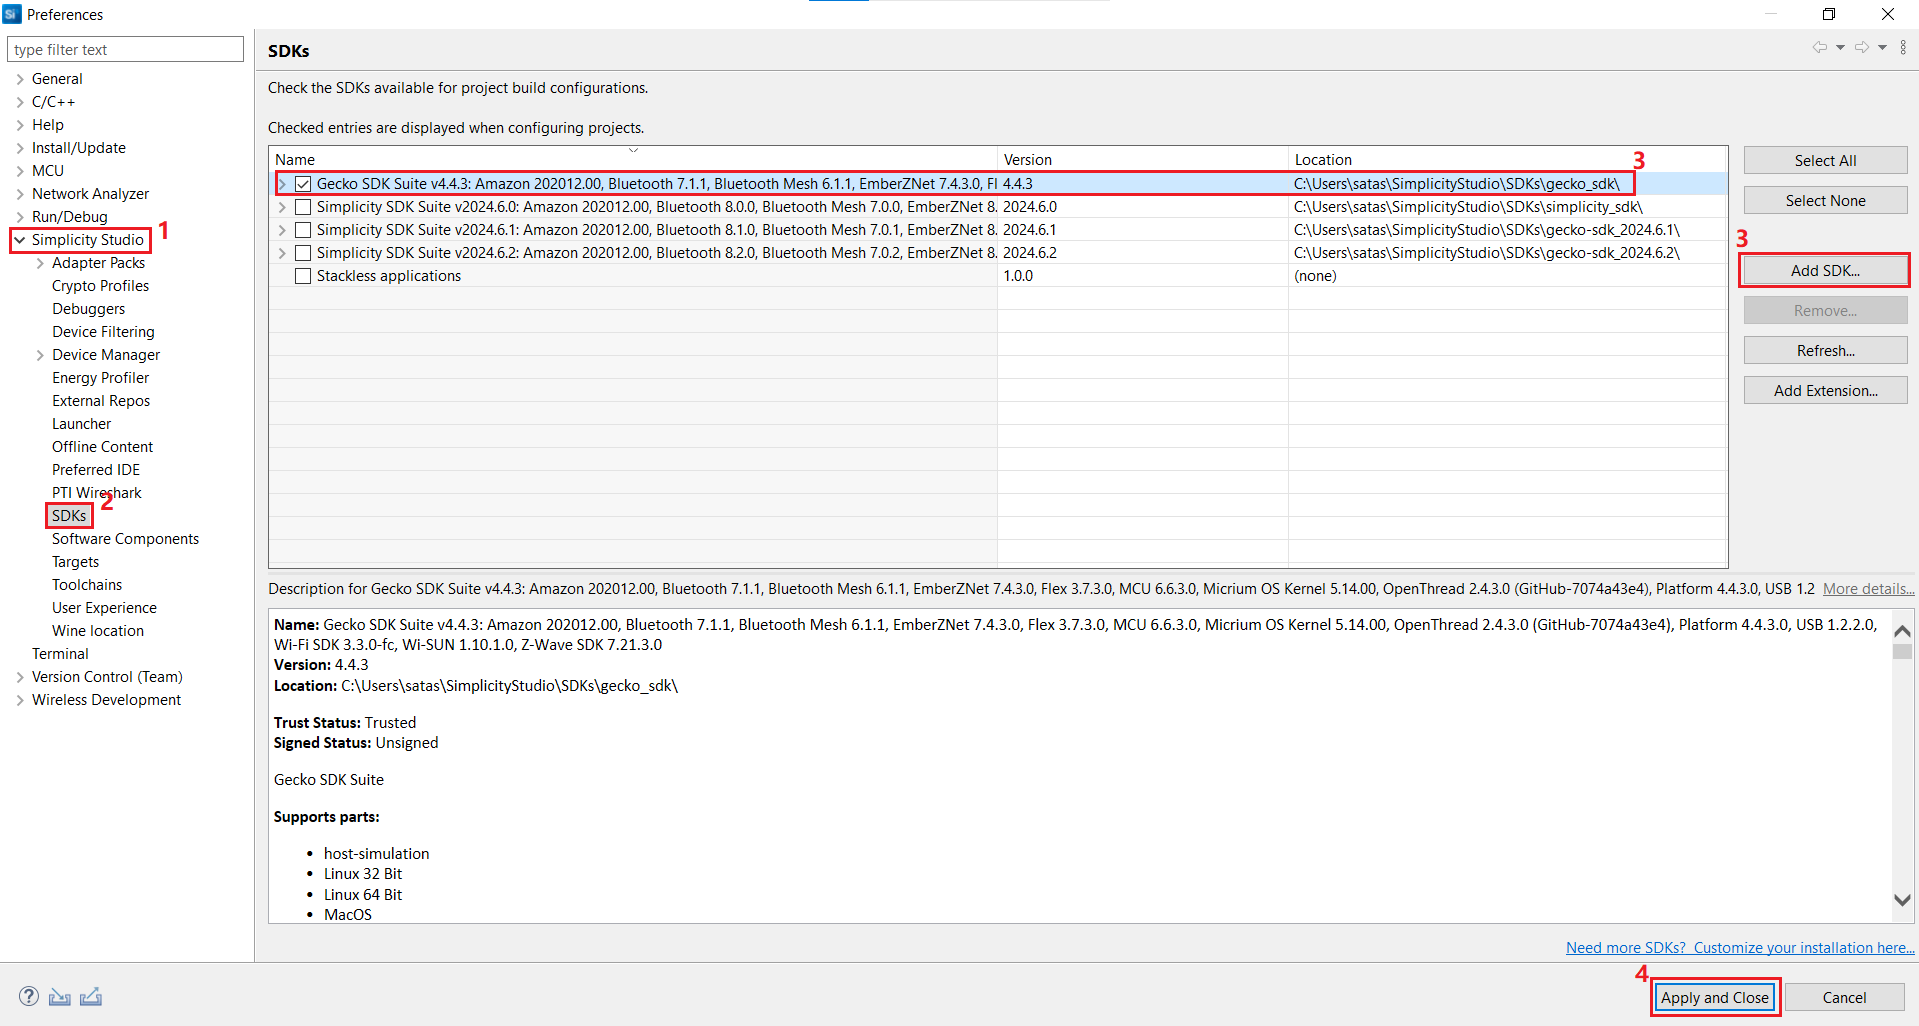 Preferences
type filter text
General
C/C++
Help
Install/Update
MCU
Network Analyzer
Run/Debug
Simplicity Studio
1
Adapter Packs
Crypto Profiles
Debuggers
Device Filtering
Device Manager
Energy Profiler
External Repos
Launcher
Offline Content
Preferred IDE
PTI Wireshark
2
SDKs
Software Components
Targets
Toolchains
User Experience
Wine location
Terminal
Version Control (Team)
Wireless Development
SDKs
Check the SDKs available for project build configurations.
Checked entries are displayed when configuring projects.
Name Version Location
3
Gecko SDK Suite v4.4.3: Amazon 202012.00, Bluetooth 7.1.1, Bluetooth Mesh 6.1.1, EmberZNet 7.4.3.0, Fl 4.4.3 C:\Users\satas\SimplicityStudio\SDKs\gecko_sdk\
Simplicity SDK Suite v2024.6.0: Amazon 202012.00, Bluetooth 8.0.0, Bluetooth Mesh 7.0.0, EmberZNet 8. 2024.6.0 C:\Users\satas\SimplicityStudio\SDKs\simplicity_sdk\
Simplicity SDK Suite v2024.6.1: Amazon 202012.00, Bluetooth 8.1.0, Bluetooth Mesh 7.0.1, EmberZNet 8. 2024.6.1 C:\Users\satas\SimplicityStudio\SDKs\gecko-sdk_2024.6.1\
Simplicity SDK Suite v2024.6.2: Amazon 202012.00, Bluetooth 8.2.0, Bluetooth Mesh 7.0.2, EmberZNet 8. 2024.6.2 C:\Users\satas\SimplicityStudio\SDKs\gecko-sdk_2024.6.2\
Stackless applications 1.0.0 (none)
Select All
Select None
3
Add SDK...
Remove...
Refresh...
Add Extension...
Description for Gecko SDK Suite v4.4.3: Amazon 202012.00, Bluetooth 7.1.1, Bluetooth Mesh 6.1.1, EmberZNet 7.4.3.0, Flex 3.7.3.0, MCU 6.6.3.0, Micrium OS Kernel 5.14.00, OpenThread 2.4.3.0 (GitHub-7074a43e4), Platform 4.4.3.0, USB 1.2 More details...
Name: Gecko SDK Suite v4.4.3: Amazon 202012.00, Bluetooth 7.1.1, Bluetooth Mesh 6.1.1, EmberZNet 7.4.3.0, Flex 3.7.3.0, MCU 6.6.3.0, Micrium OS Kernel 5.14.00, OpenThread 2.4.3.0 (GitHub-7074a43e4), Platform 4.4.3.0, USB 1.2.2.0,
Wi-Fi SDK 3.3.0-fc, Wi-SUN 1.10.1.0, Z-Wave SDK 7.21.3.0
Version: 4.4.3
Location: C:\Users\satas\SimplicityStudio\SDKs\gecko_sdk\
Trust Status: Trusted
Signed Status: Unsigned
Gecko SDK Suite
Supports parts:
• host-simulation
• Linux 32 Bit
• Linux 64 Bit
• MacOS
Need more SDKs? Customize your installation here...
4
Apply and Close
Cancel